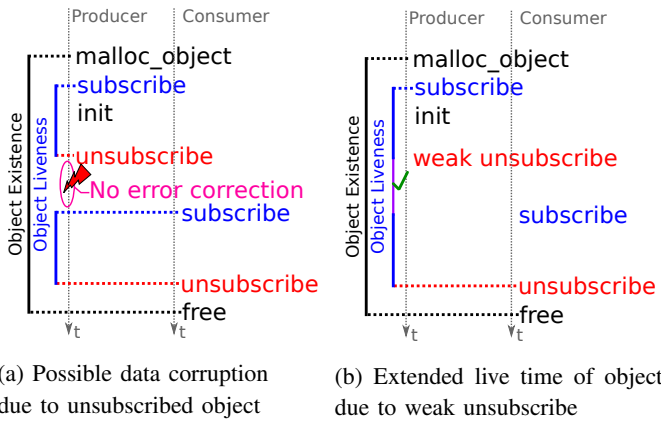 Producer Consumer
malloc_object
subscribe
init
unsubscribe
No error correction
subscribe
unsubscribe
free
t t
Object Existence
Object Liveness
(a) Possible data corruption
due to unsubscribed object
Producer Consumer
malloc_object
subscribe
init
weak unsubscribe
subscribe
unsubscribe
free
t t
Object Existence
Object Liveness
(b) Extended live time of object
due to weak unsubscribe